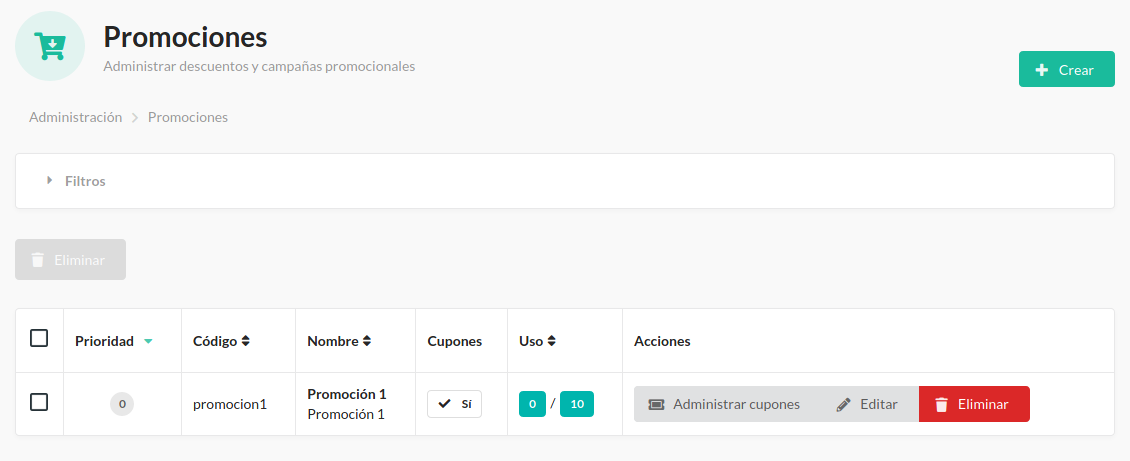 Promociones
Administrar descuentos y campañas promocionales
Crear
Administración Promociones
Filtros
Eliminar
Prioridad Código Nombre Cupones Uso Acciones
0 promocion1 Promoción 1 Sí 0 / 10 Administrar cupones Editar Eliminar
Promoción 1